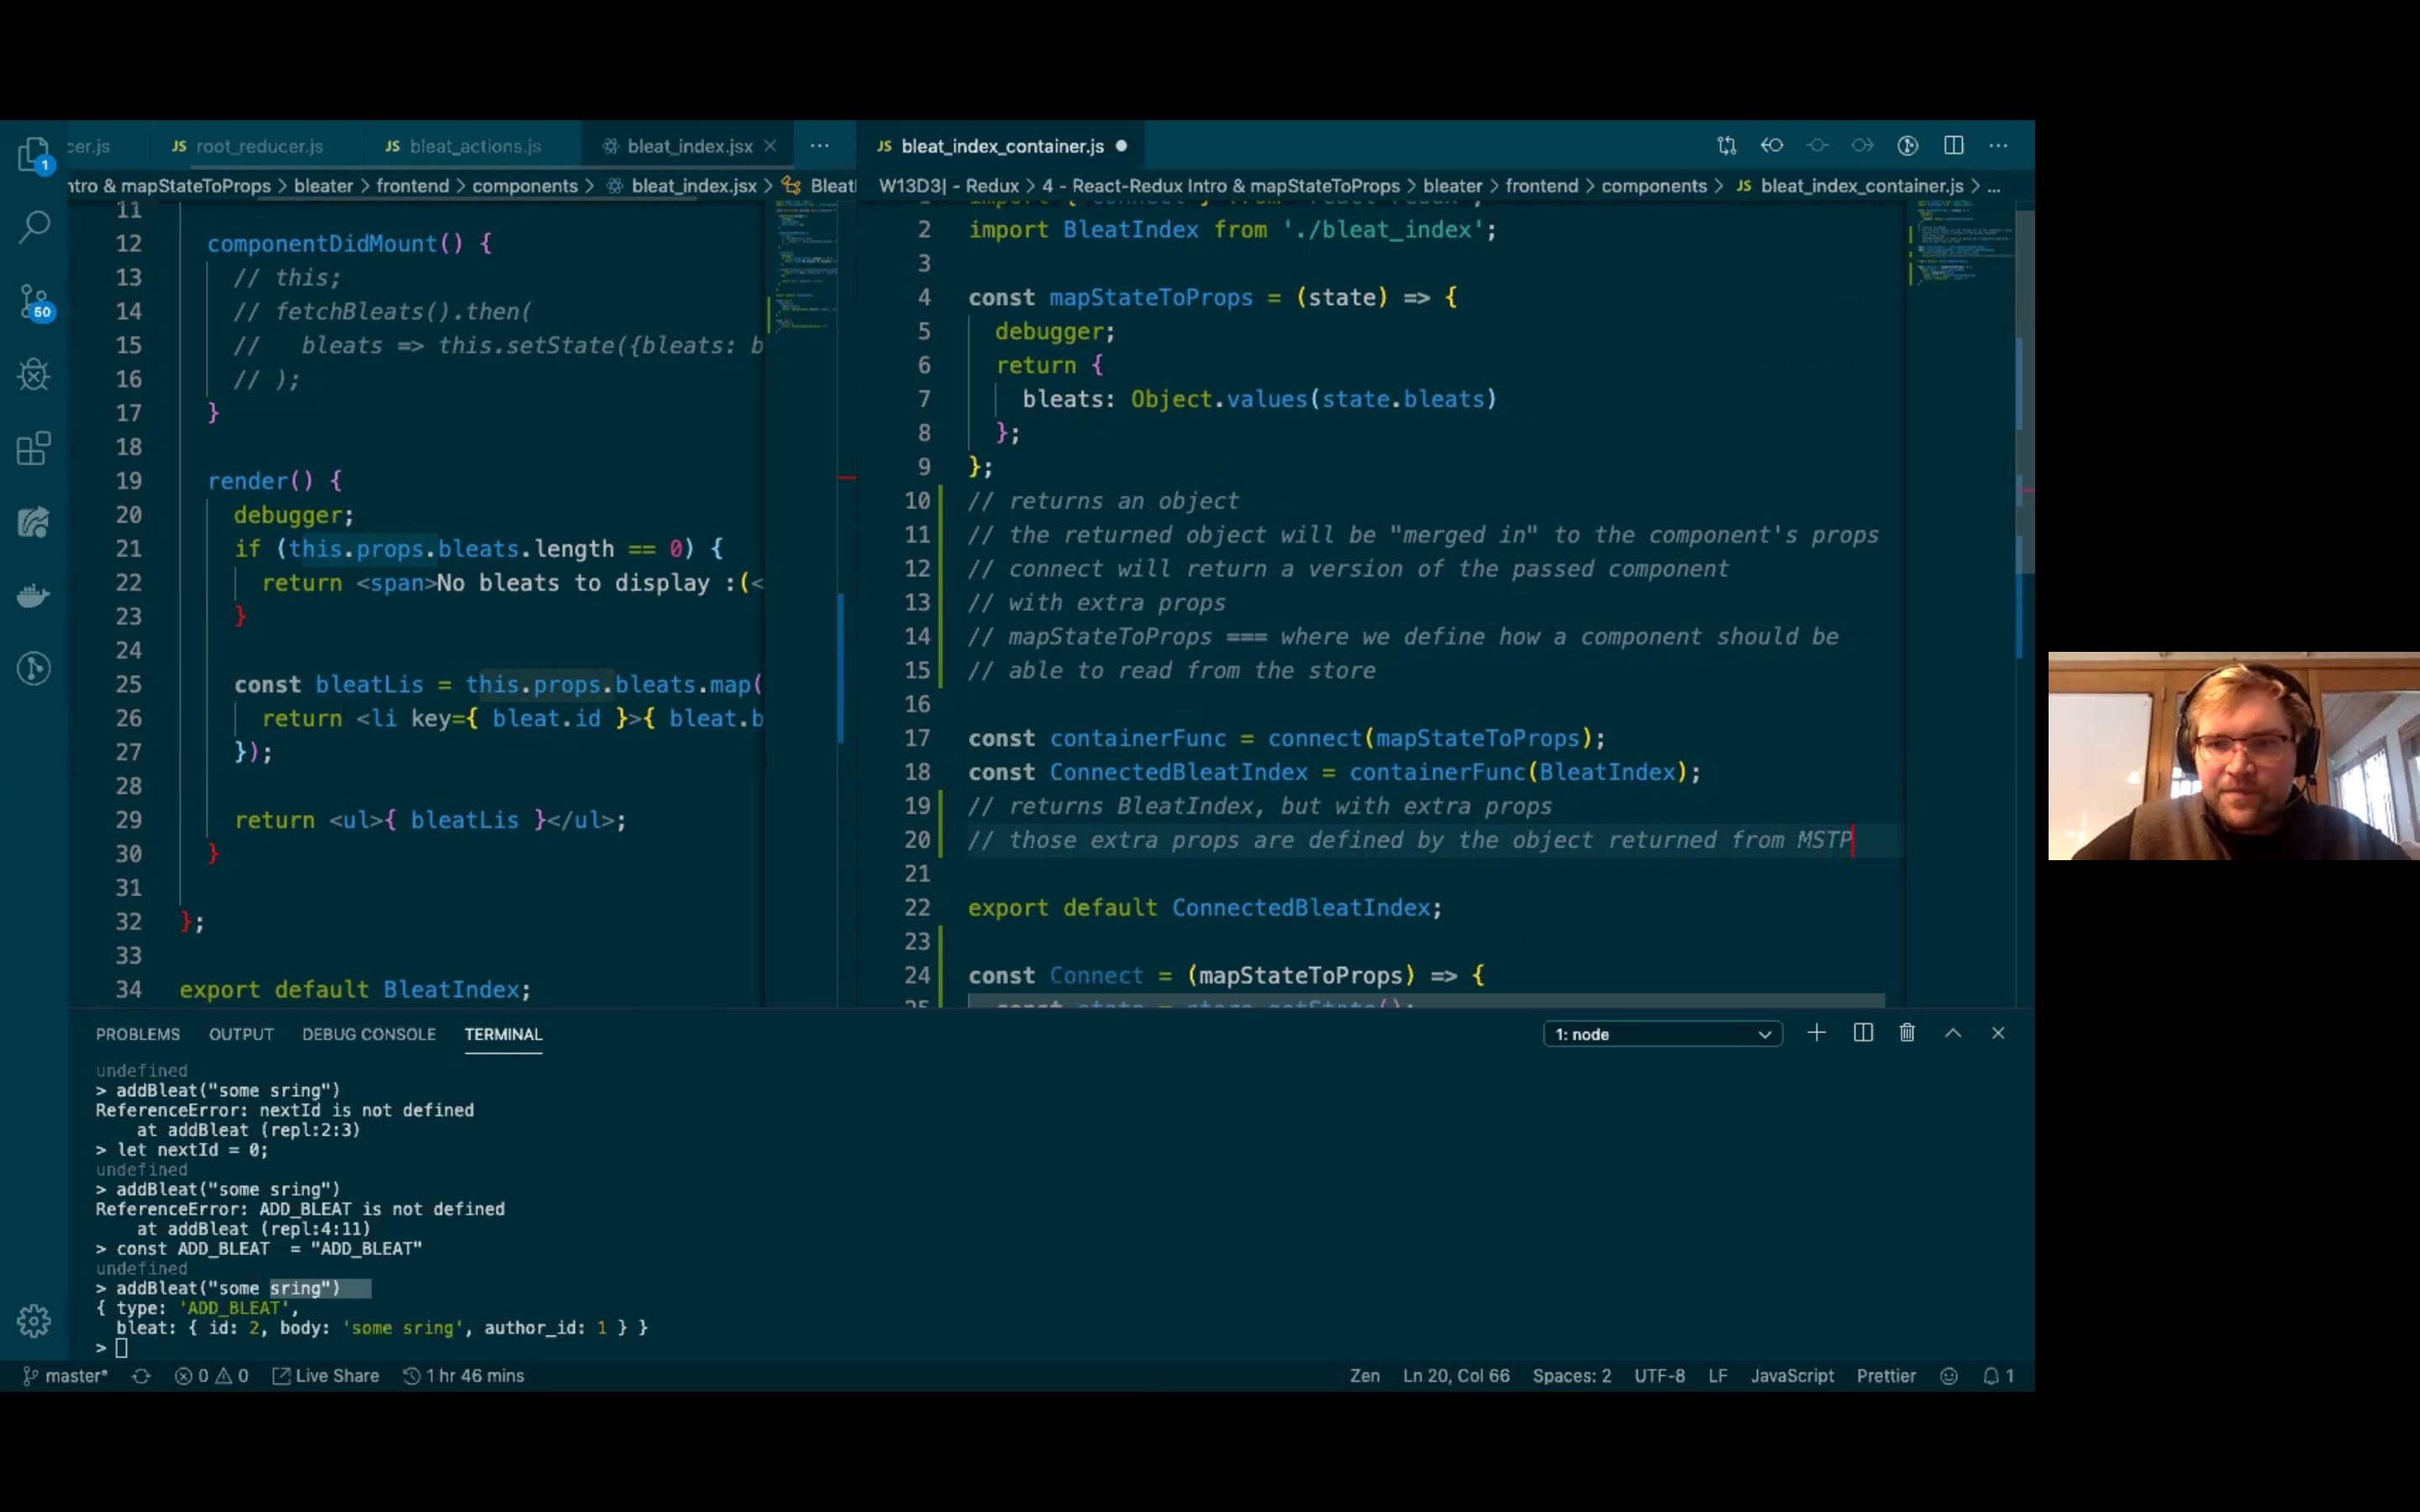 cer.js
JS root_reducer.js
JS bleat_actions.js
bleat_index.jsx
JS bleat_index_container.js
ntro & mapStateToProps > bleater > frontend > components > bleat_index.jsx >
W13D3| - Redux > 4 - React-Redux Intro & mapStateToProps > bleater > frontend > components > JS bleat_index_container.js > ...
1
50
11
12 componentDidMount() {
13 // this;
14 // fetchBleats().then(
15 //   bleats => this.setState({bleats: b
16 // );
17 }
18
19 render() {
20 debugger;
21 if (this.props.bleats.length == 0) {
22 return <span>No bleats to display :(<
23 }
24
25 const bleatLis = this.props.bleats.map(
26 return <li key={ bleat.id }>{ bleat.b
27 });
28
29 return <ul>{ bleatLis }</ul>;
30 }
31
32 };
33
34 export default BleatIndex;
2 import BleatIndex from './bleat_index';
3
4 const mapStateToProps = (state) => {
5 debugger;
6 return {
7 bleats: Object.values(state.bleats)
8 };
9 };
10 // returns an object
11 // the returned object will be "merged in" to the component's props
12 // connect will return a version of the passed component
13 // with extra props
14 // mapStateToProps === where we define how a component should be
15 // able to read from the store
16
17 const containerFunc = connect(mapStateToProps);
18 const ConnectedBleatIndex = containerFunc(BleatIndex);
19 // returns BleatIndex, but with extra props
20 // those extra props are defined by the object returned from MSTP
21
22 export default ConnectedBleatIndex;
23
24 const Connect = (mapStateToProps) => {
PROBLEMS OUTPUT DEBUG CONSOLE TERMINAL
1: node
undefined
> addBleat("some sring")
ReferenceError: nextId is not defined
    at addBleat (repl:2:3)
> let nextId = 0;
undefined
> addBleat("some sring")
ReferenceError: ADD_BLEAT is not defined
    at addBleat (repl:4:11)
> const ADD_BLEAT  = "ADD_BLEAT"
undefined
> addBleat("some sring")
{ type: 'ADD_BLEAT',
  bleat: { id: 2, body: 'some sring', author_id: 1 } }
>
master* 0 0 Live Share 1 hr 46 mins
Zen Ln 20, Col 66 Spaces: 2 UTF-8 LF JavaScript Prettier 1